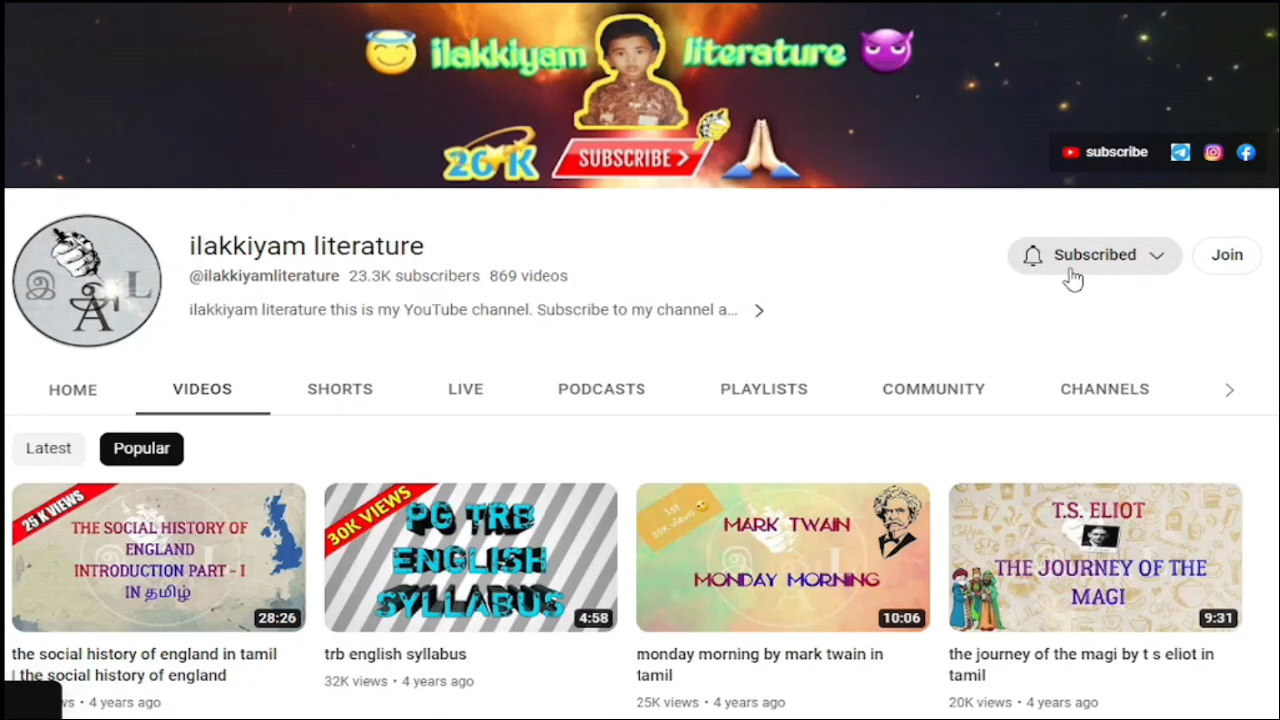 ilakkiyam literature
26 K SUBSCRIBE >
subscribe
இ A L
ilakkiyam literature
@ilakkiyamliterature 23.3K subscribers 869 videos
Subscribed
Join
ilakkiyam literature this is my YouTube channel. Subscribe to my channel a...
HOME VIDEOS SHORTS LIVE PODCASTS PLAYLISTS COMMUNITY CHANNELS
Latest Popular
25 K VIEWS
THE SOCIAL HISTORY OF
ENGLAND
INTRODUCTION PART - I
IN தமிழ்
28:26
30K VIEWS
PG TRB
ENGLISH
SYLLABUS
4:58
1st
20K views
MARK TWAIN
MONDAY MORNING
10:06
T.S. ELIOT
THE JOURNEY OF THE
MAGI
9:31
the social history of england in tamil
| the social history of england
ws • 4 years ago
trb english syllabus
32K views • 4 years ago
monday morning by mark twain in
tamil
25K views • 4 years ago
the journey of the magi by t s eliot in
tamil
20K views • 4 years ago